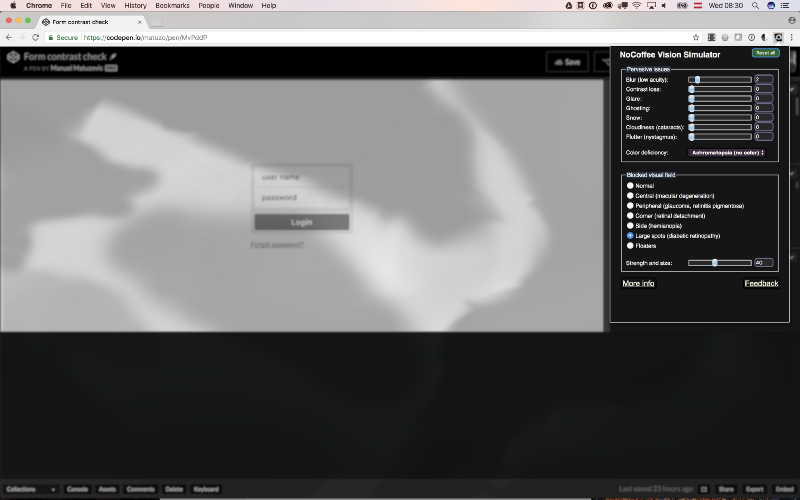 Chrome File Edit View History Bookmarks People Window Help Wed 08:30
Form contrast check
Secure https://codepen.io/matuzo/pen/MvPddP
Form contrast check
A PEN BY Manuel Matuzovic PRO
Save
user name
password
Login
Forgot password?
NoCoffee Vision Simulator Reset all
Pervasive issues
Blur (low acuity): 2
Contrast loss: 0
Glare: 0
Ghosting: 0
Snow: 0
Cloudiness (cataracts): 0
Flutter (nystagmus): 0
Color deficiency: Achromatopsia (no color)
Blocked visual field
Normal
Central (macular degeneration)
Peripheral (glaucoma, retinitis pigmentosa)
Corner (retinal detachment)
Side (hemianopia)
Large spots (diabetic retinopathy)
Floaters
Strength and size: 40
More info Feedback
Collections Console Assets Comments Delete Keyboard Last saved 23 hours ago Share Export Embed